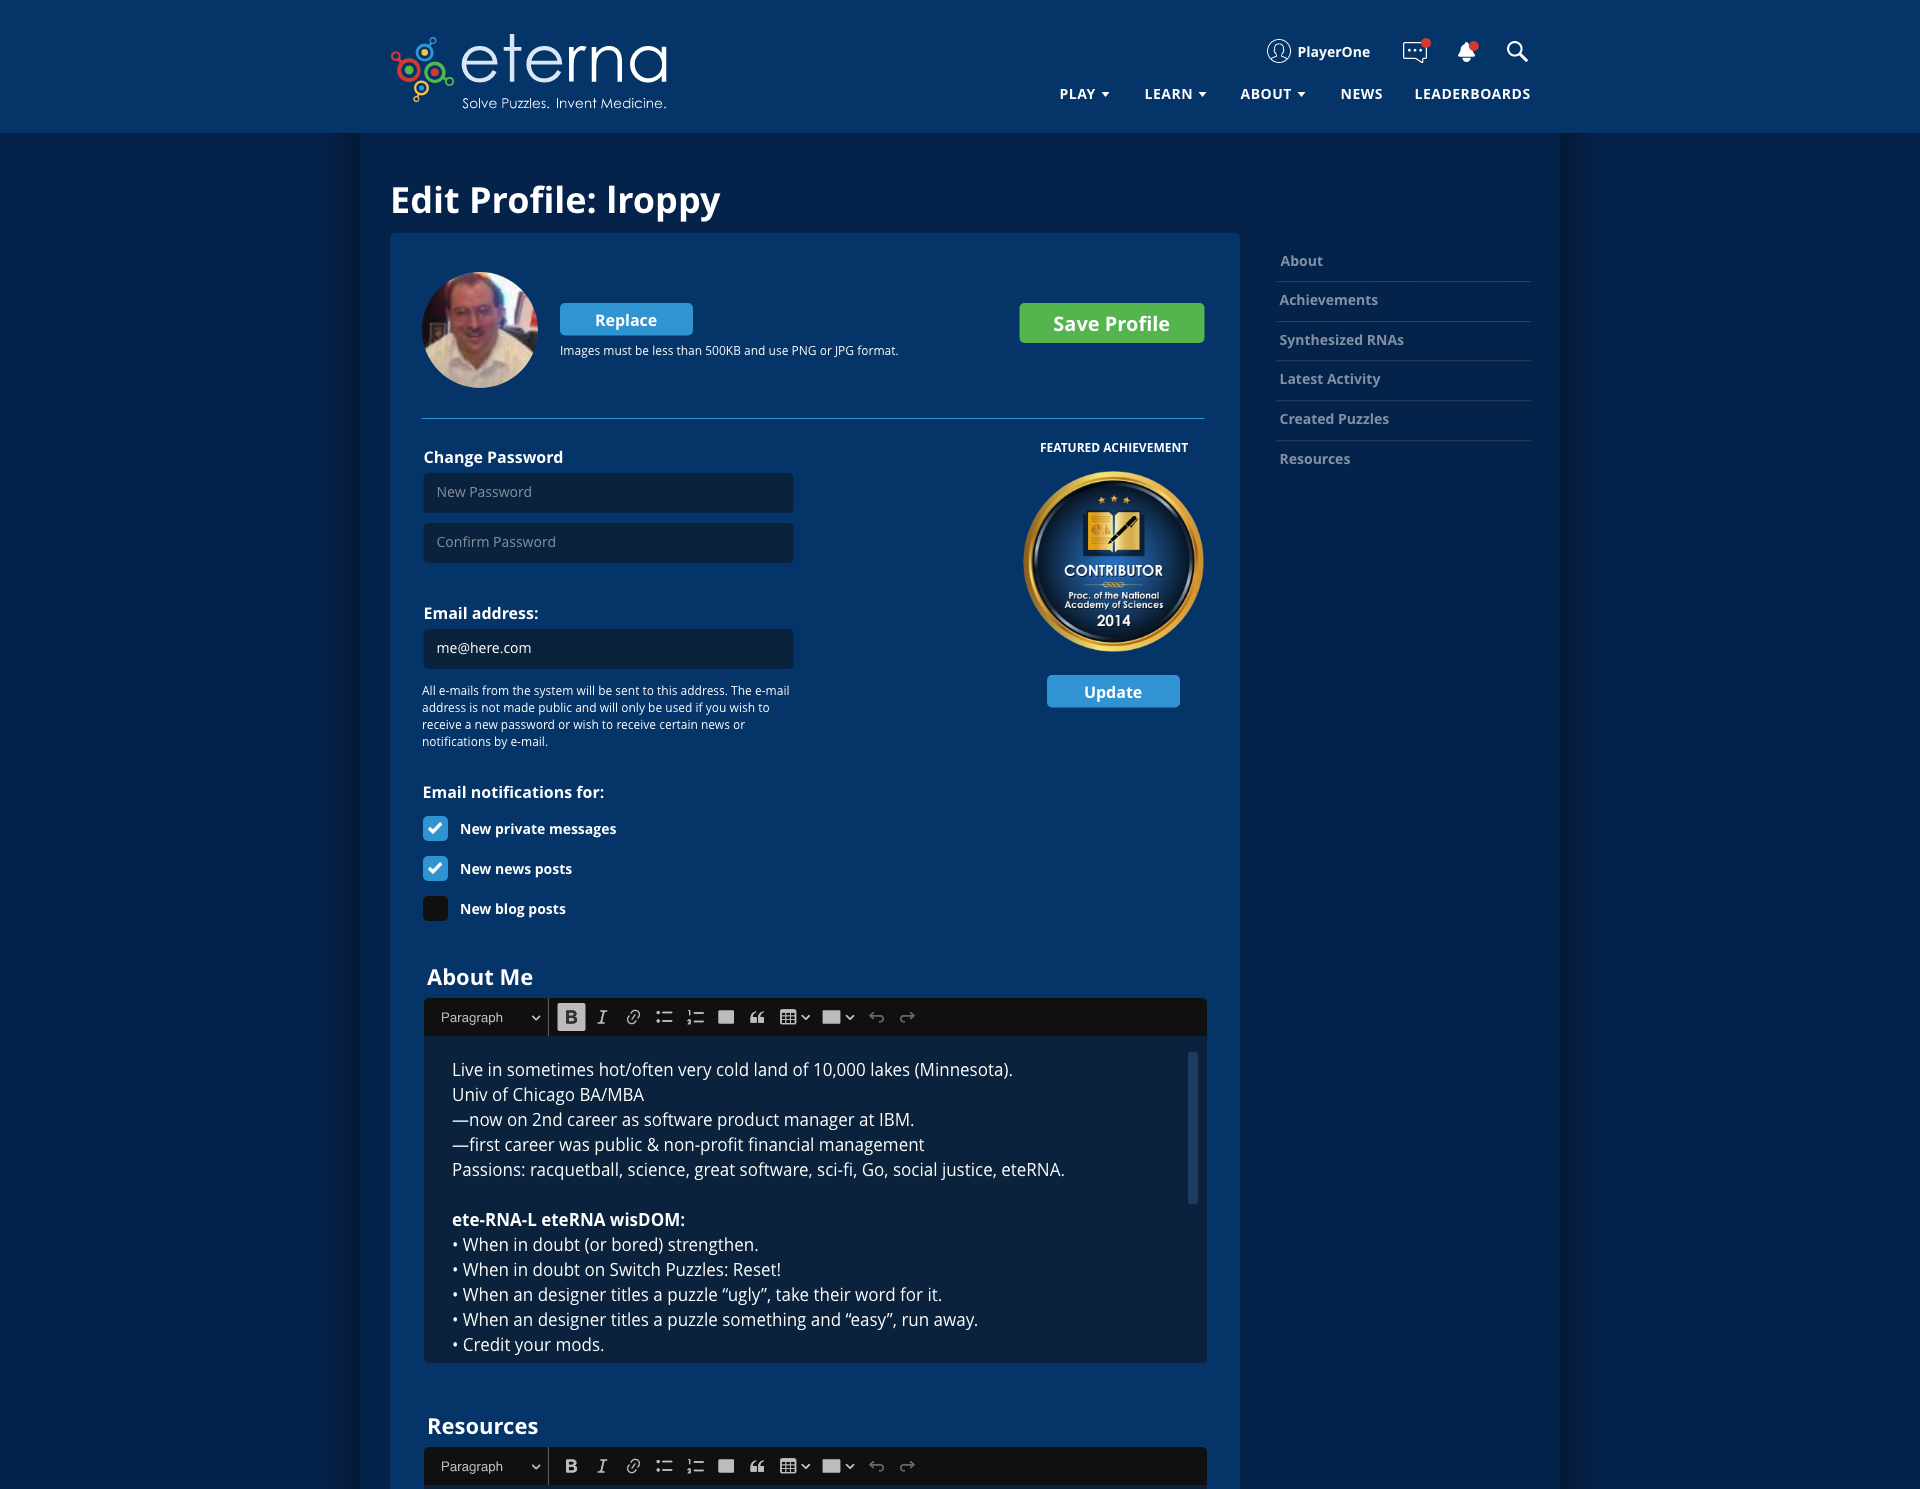 eterna
Solve Puzzles. Invent Medicine.
PlayerOne
PLAY
LEARN
ABOUT
NEWS
LEADERBOARDS
Edit Profile: lroppy
Replace
Images must be less than 500KB and use PNG or JPG format.
Save Profile
Change Password
New Password
Confirm Password
Email address:
me@here.com
All e-mails from the system will be sent to this address. The e-mail
address is not made public and will only be used if you wish to
receive a new password or wish to receive certain news or
notifications by e-mail.
FEATURED ACHIEVEMENT
CONTRIBUTOR
Proc. of the National
Academy of Sciences
2014
Update
About
Achievements
Synthesized RNAs
Latest Activity
Created Puzzles
Resources
Email notifications for:
New private messages
New news posts
New blog posts
About Me
Paragraph
B I
Live in sometimes hot/often very cold land of 10,000 lakes (Minnesota).
Univ of Chicago BA/MBA
—now on 2nd career as software product manager at IBM.
—first career was public & non-profit financial management
Passions: racquetball, science, great software, sci-fi, Go, social justice, eteRNA.
ete-RNA-L eteRNA wisDOM:
• When in doubt (or bored) strengthen.
• When in doubt on Switch Puzzles: Reset!
• When an designer titles a puzzle “ugly”, take their word for it.
• When an designer titles a puzzle something and “easy”, run away.
• Credit your mods.
Resources
Paragraph
B I